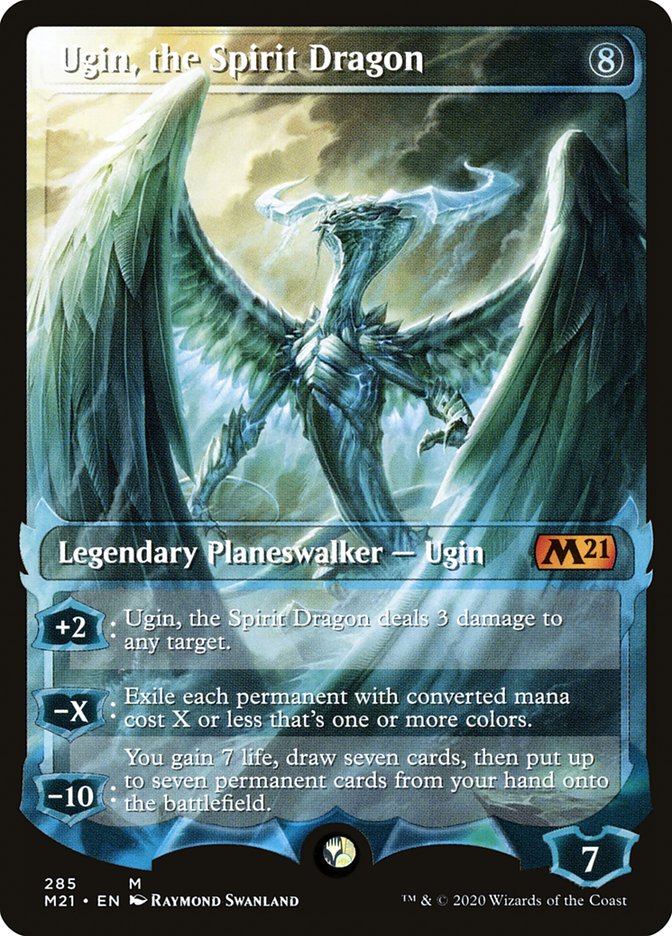 Ugin, the Spirit Dragon 8
Legendary Planeswalker — Ugin M21
+2: Ugin, the Spirit Dragon deals 3 damage to
any target.
−X: Exile each permanent with converted mana
cost X or less that's one or more colors.
−10: You gain 7 life, draw seven cards, then put up
to seven permanent cards from your hand onto
the battlefield.
7
285 M
M21 • EN Raymond Swanland ™ & © 2020 Wizards of the Coast